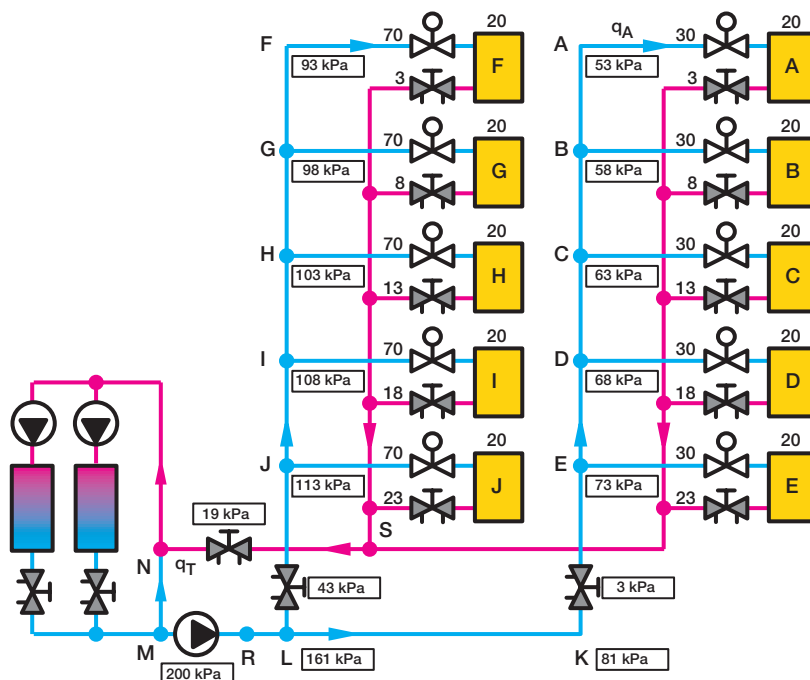 F 70 20 A qA 30 20
93 kPa F 53 kPa A
3 3
G 70 20 B 30 20
98 kPa G 58 kPa B
8 8
H 70 20 C 30 20
103 kPa H 63 kPa C
13 13
I 70 20 D 30 20
108 kPa I 68 kPa D
18 18
J 70 20 E 30 20
113 kPa J 73 kPa E
23 23
19 kPa S
N qT 43 kPa 3 kPa
M R L 161 kPa K 81 kPa
200 kPa